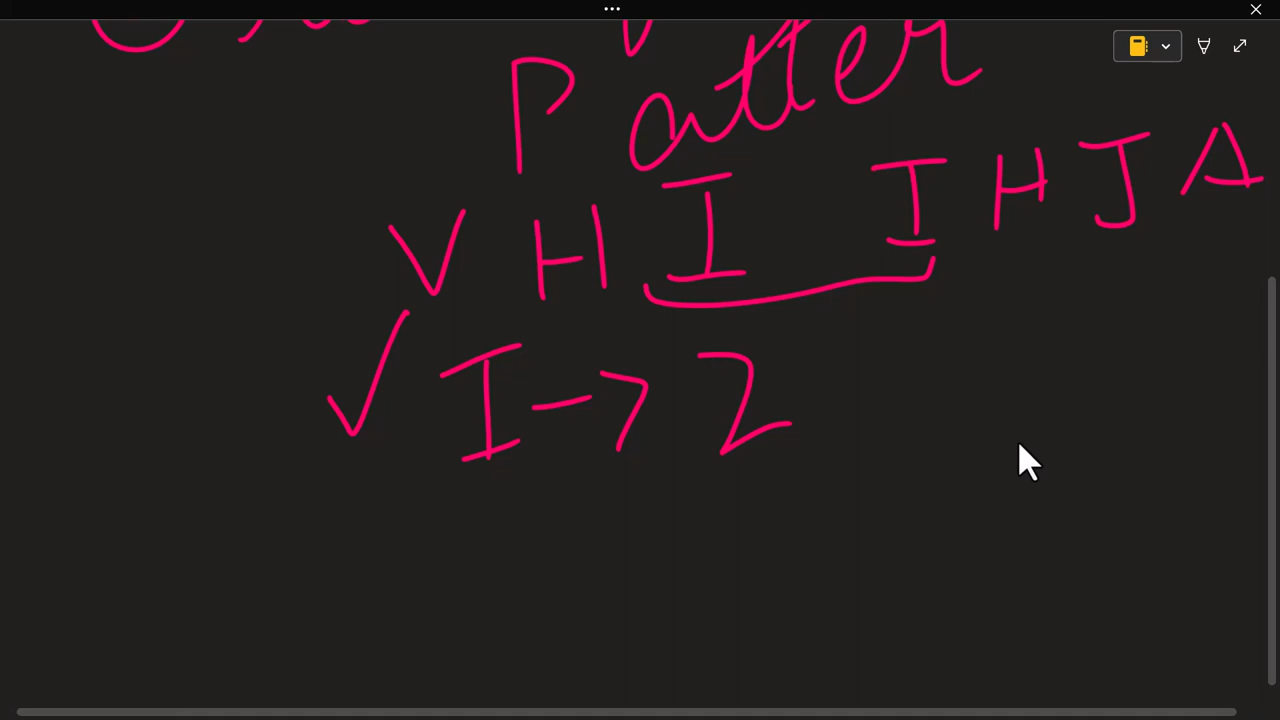 Patter
V H I I H J A
✓ I → 2